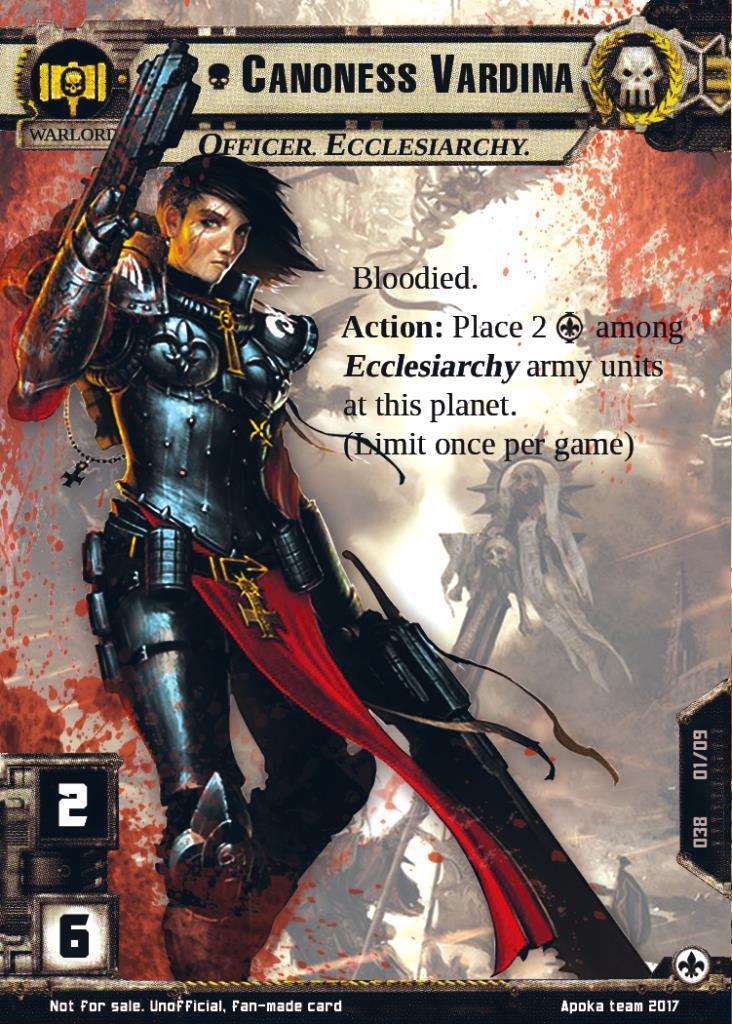 CANONESS VARDINA
WARLORD
OFFICER. ECCLESIARCHY.
Bloodied.
Action: Place 2 among
Ecclesiarchy army units
at this planet.
(Limit once per game)
2
6
038 01/09
Not for sale. Unofficial, fan-made card
Apoka team 2017